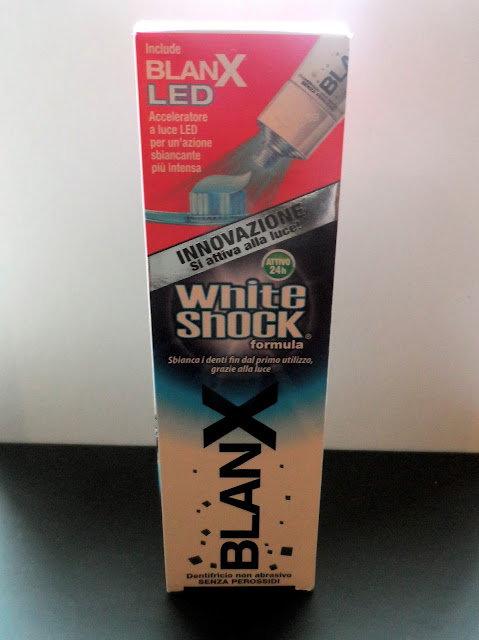 Include
BLANX
LED
Acceleratore
a luce LED
per un'azione
sbiancante
più intensa
BLAN
INNOVAZIONE
Si attiva alla luce!
ATTIVO
24h
White
SHOCK®
formula
Sbianca i denti fin dal primo utilizzo,
grazie alla luce
BLANX
Dentifricio non abrasivo
SENZA PEROSSIDI